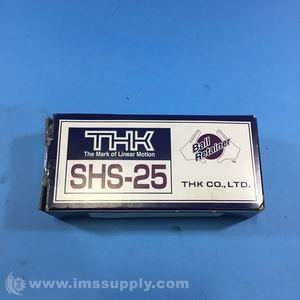 THK
The Mark of Linear Motion
SHS-25
Ball
Retainer
THK CO., LTD.
© www.imssupply.com